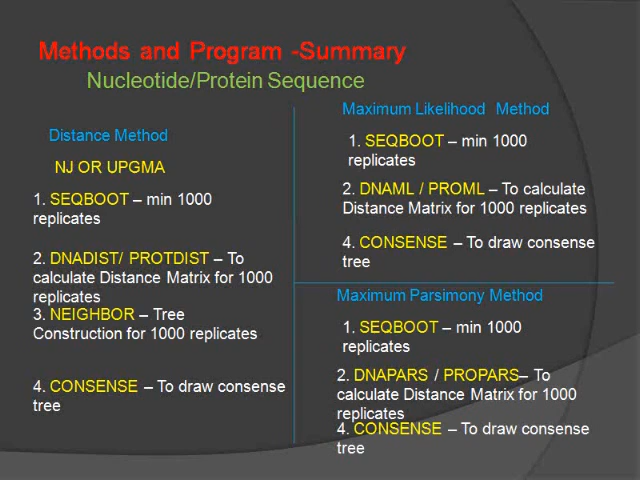 Methods and Program -Summary
Nucleotide/Protein Sequence
Distance Method
NJ OR UPGMA
1. SEQBOOT – min 1000
replicates
2. DNADIST/ PROTDIST – To
calculate Distance Matrix for 1000
replicates
3. NEIGHBOR – Tree
Construction for 1000 replicates
4. CONSENSE – To draw consense
tree
Maximum Likelihood Method
1. SEQBOOT – min 1000
replicates
2. DNAML / PROML – To calculate
Distance Matrix for 1000 replicates
4. CONSENSE – To draw consense
tree
Maximum Parsimony Method
1. SEQBOOT – min 1000
replicates
2. DNAPARS / PROPARS– To
calculate Distance Matrix for 1000
replicates
4. CONSENSE – To draw consense
tree